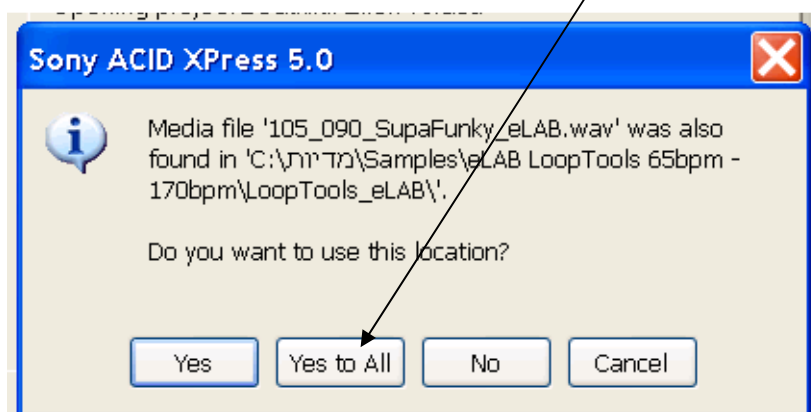 Sony ACID XPress 5.0
Media file '105_090_SupaFunky_eLAB.wav' was also
found in 'C:\מדיות\Samples\eLAB LoopTools 65bpm -
170bpm\LoopTools_eLAB\'.
Do you want to use this location?
Yes
Yes to All
No
Cancel